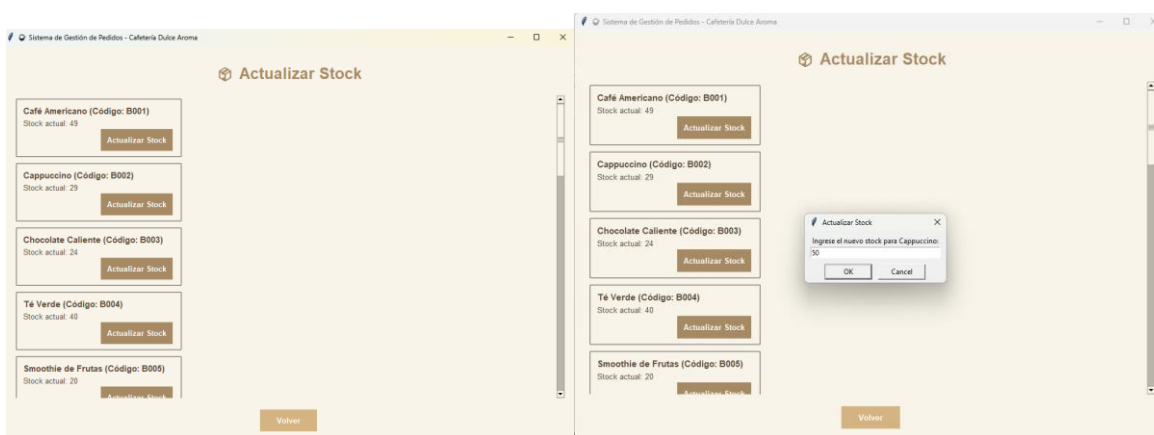 Sistema de Gestión de Pedidos - Cafetería Dulce Aroma
Actualizar Stock
Café Americano (Código: B001)
Stock actual: 49
Actualizar Stock
Cappuccino (Código: B002)
Stock actual: 29
Actualizar Stock
Chocolate Caliente (Código: B003)
Stock actual: 24
Actualizar Stock
Té Verde (Código: B004)
Stock actual: 40
Actualizar Stock
Smoothie de Frutas (Código: B005)
Stock actual: 20
Actualizar Stock
Volver
Sistema de Gestión de Pedidos - Cafetería Dulce Aroma
Actualizar Stock
Café Americano (Código: B001)
Stock actual: 49
Actualizar Stock
Cappuccino (Código: B002)
Stock actual: 29
Actualizar Stock
Chocolate Caliente (Código: B003)
Stock actual: 24
Actualizar Stock
Té Verde (Código: B004)
Stock actual: 40
Actualizar Stock
Smoothie de Frutas (Código: B005)
Stock actual: 20
Actualizar Stock
Actualizar Stock
Ingrese el nuevo stock para Cappuccino:
50
OK Cancel
Volver